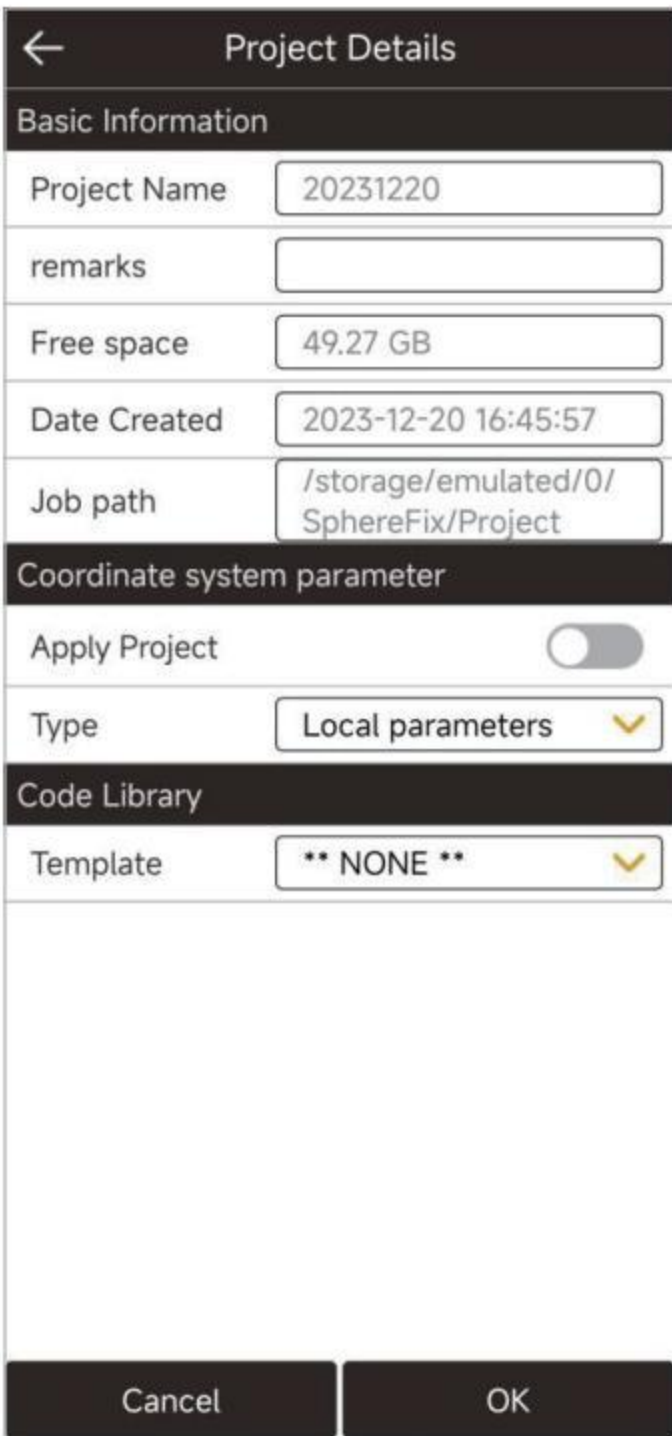 Project Details
Basic Information
Project Name 20231220
remarks
Free space 49.27 GB
Date Created 2023-12-20 16:45:57
Job path /storage/emulated/0/
SphereFix/Project
Coordinate system parameter
Apply Project
Type Local parameters
Code Library
Template ** NONE **
Cancel OK